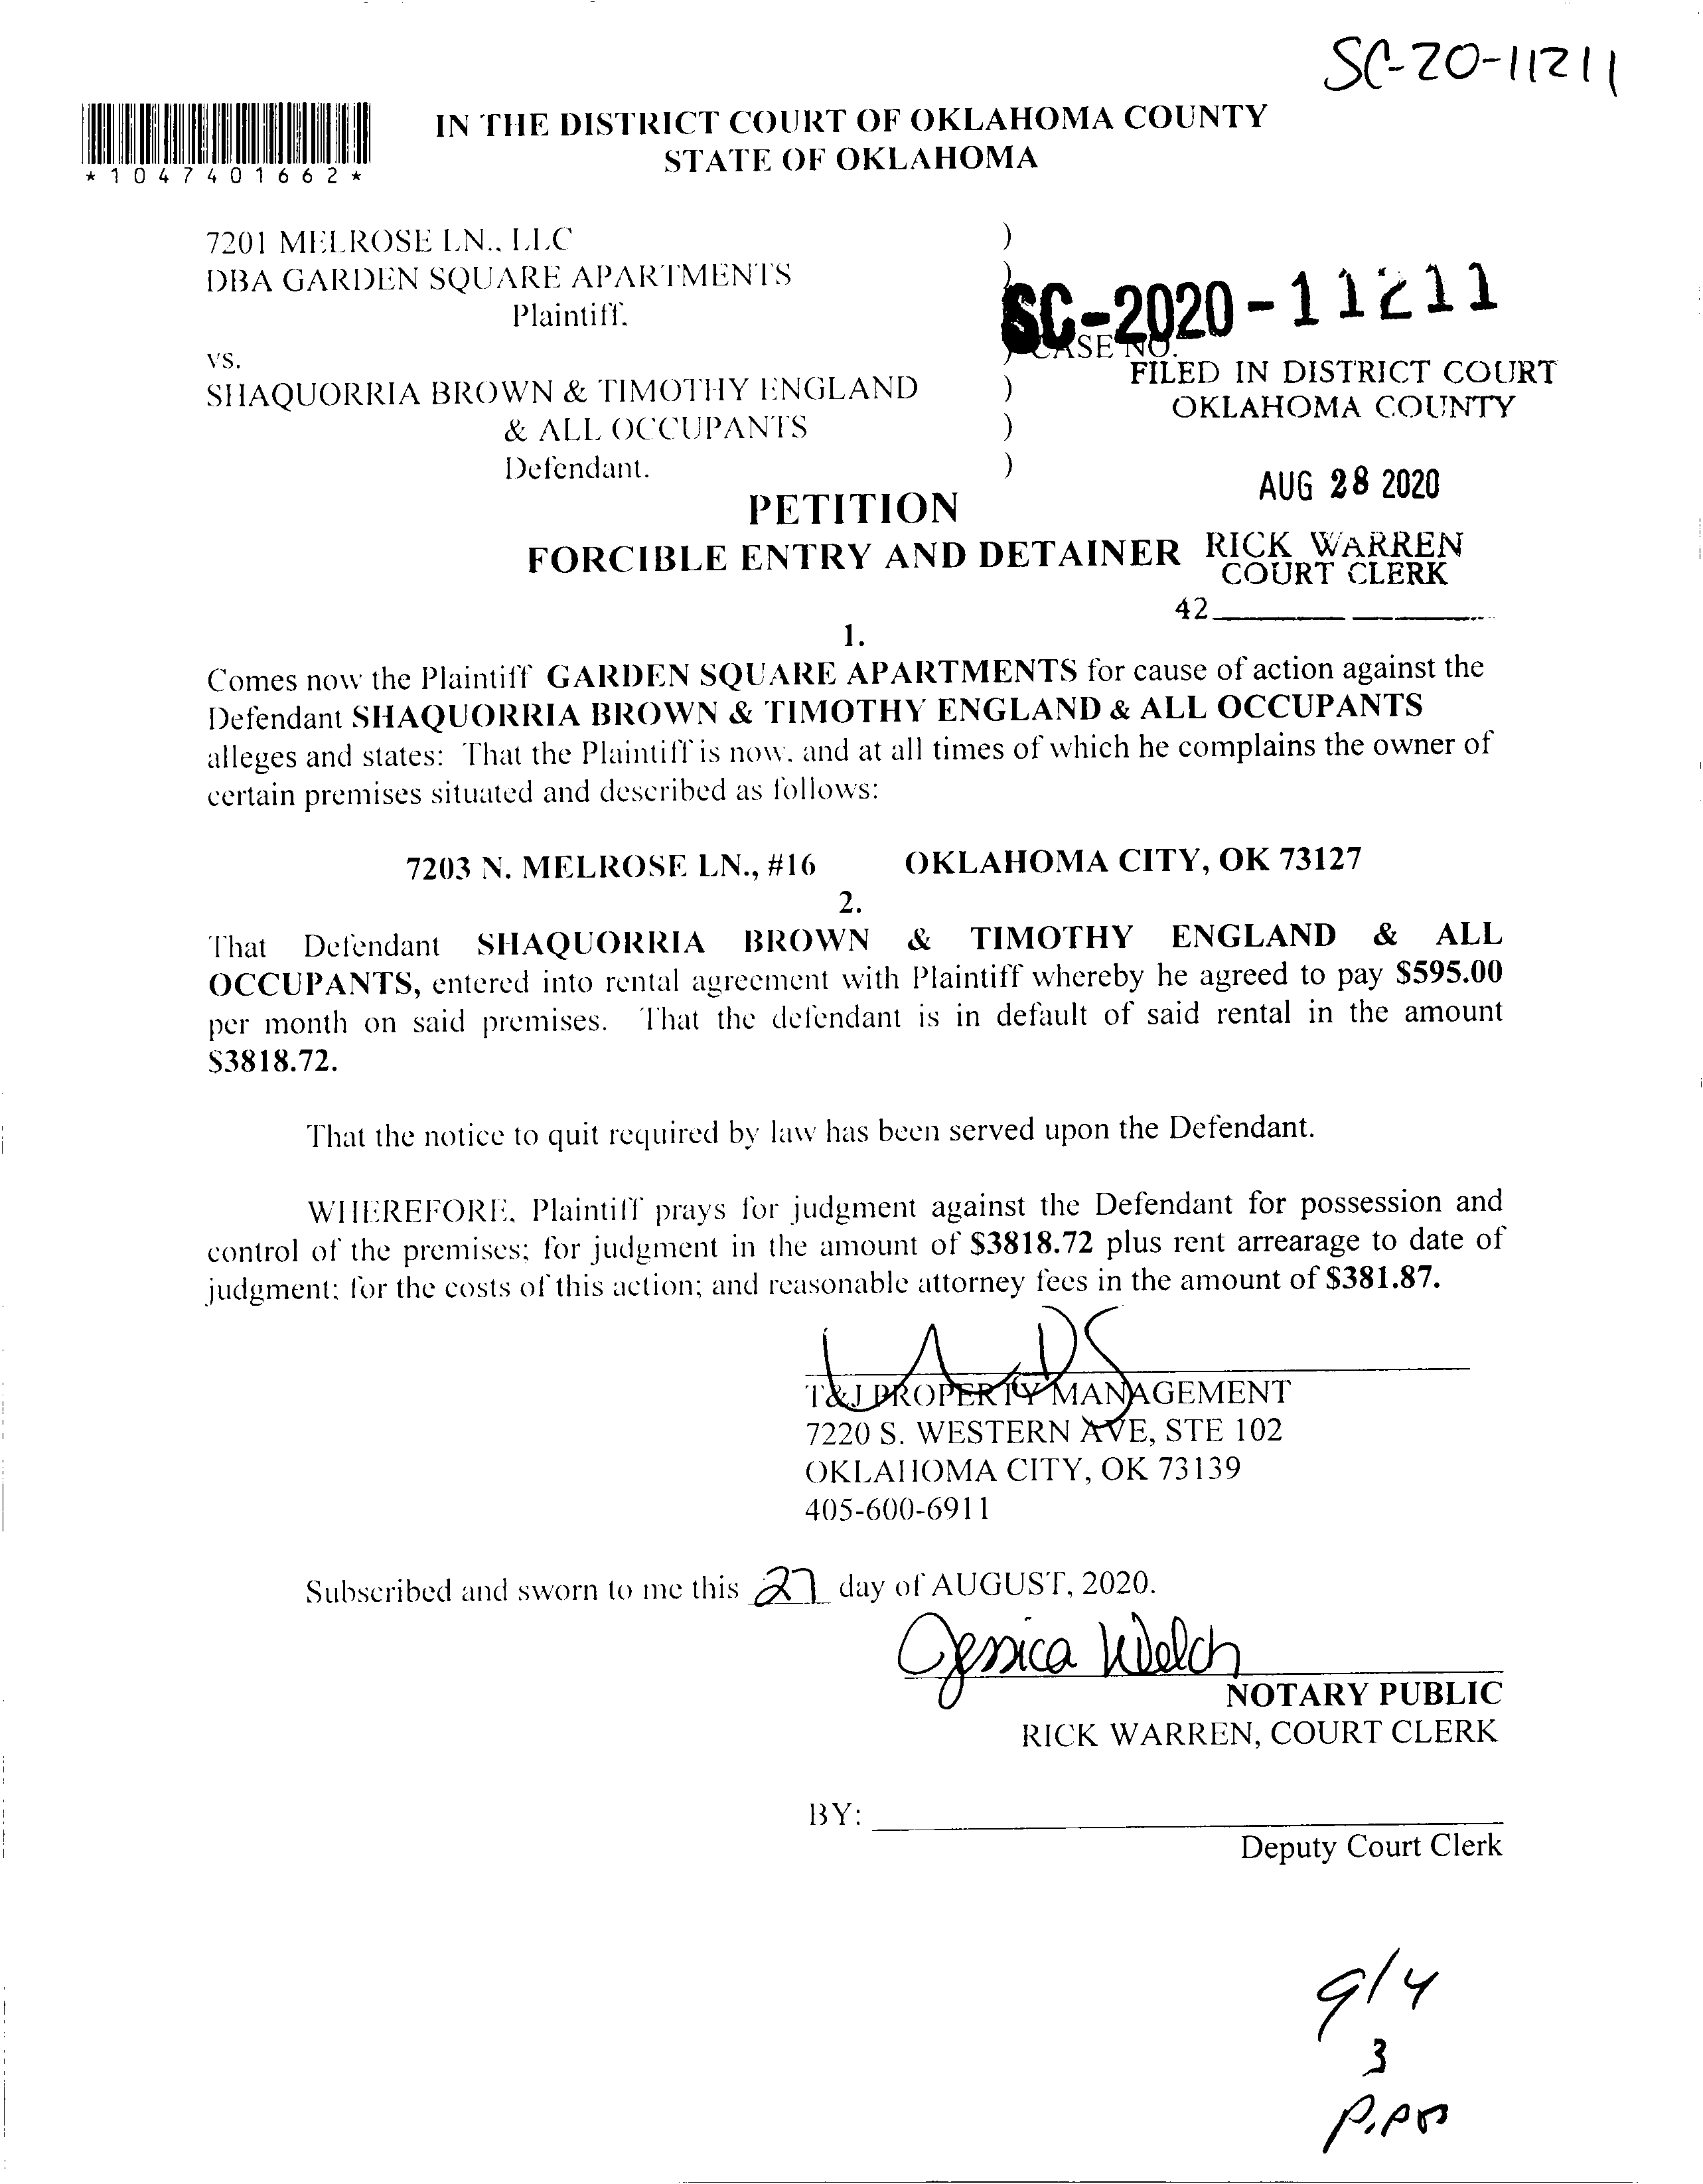 SC-20-11211
*1047401662*
IN THE DISTRICT COURT OF OKLAHOMA COUNTY
STATE OF OKLAHOMA
7201 MELROSE LN., LLC )
DBA GARDEN SQUARE APARTMENTS )
Plaintiff.
SC-2020-11211
vs. ) CASE NO.
FILED IN DISTRICT COURT
OKLAHOMA COUNTY
SHAQUORRIA BROWN & TIMOTHY ENGLAND )
& ALL OCCUPANTS )
Defendant. )
AUG 28 2020
PETITION
FORCIBLE ENTRY AND DETAINER
RICK WARREN
COURT CLERK
42
1.
Comes now the Plaintiff GARDEN SQUARE APARTMENTS for cause of action against the
Defendant SHAQUORRIA BROWN & TIMOTHY ENGLAND & ALL OCCUPANTS
alleges and states: That the Plaintiff is now, and at all times of which he complains the owner of
certain premises situated and described as follows:
7203 N. MELROSE LN., #16 OKLAHOMA CITY, OK 73127
2.
That Defendant SHAQUORRIA BROWN & TIMOTHY ENGLAND & ALL
OCCUPANTS, entered into rental agreement with Plaintiff whereby he agreed to pay $595.00
per month on said premises. That the defendant is in default of said rental in the amount
$3818.72.
That the notice to quit required by law has been served upon the Defendant.
WHEREFORE, Plaintiff prays for judgment against the Defendant for possession and
control of the premises; for judgment in the amount of $3818.72 plus rent arrearage to date of
judgment; for the costs of this action; and reasonable attorney fees in the amount of $381.87.
T&J PROPERTY MANAGEMENT
7220 S. WESTERN AVE, STE 102
OKLAHOMA CITY, OK 73139
405-600-6911
Subscribed and sworn to me this 27 day of AUGUST, 2020.
Jessica Welch
NOTARY PUBLIC
RICK WARREN, COURT CLERK
BY:
Deputy Court Clerk
9/4
3